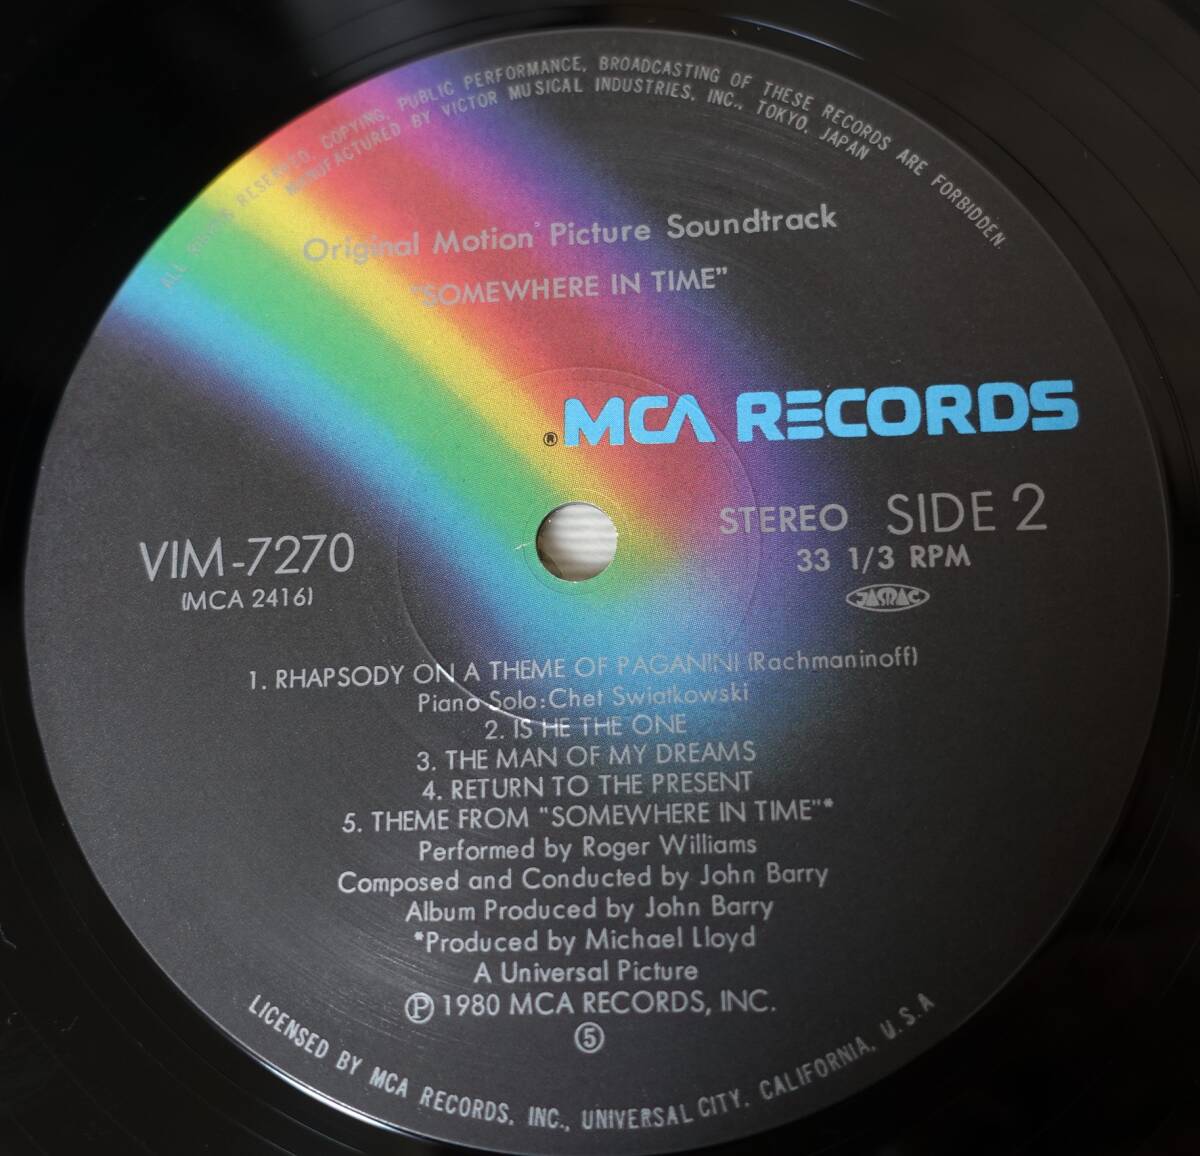 ALL RIGHTS RESERVED. COPYING, PUBLIC PERFORMANCE, BROADCASTING OF THESE RECORDS ARE FORBIDDEN.
MANUFACTURED BY VICTOR MUSICAL INDUSTRIES, INC., TOKYO, JAPAN
Original Motion Picture Soundtrack
"SOMEWHERE IN TIME"
® MCA RECORDS
STEREO SIDE 2
33 1/3 RPM
JASRAC
VIM-7270
(MCA 2416)
1. RHAPSODY ON A THEME OF PAGANINI (Rachmaninoff)
Piano Solo: Chet Swiatkowski
2. IS HE THE ONE
3. THE MAN OF MY DREAMS
4. RETURN TO THE PRESENT
5. THEME FROM "SOMEWHERE IN TIME"*
Performed by Roger Williams
Composed and Conducted by John Barry
Album Produced by John Barry
*Produced by Michael Lloyd
A Universal Picture
Ⓟ 1980 MCA RECORDS, INC.
⑤
LICENSED BY MCA RECORDS, INC., UNIVERSAL CITY, CALIFORNIA, U.S.A